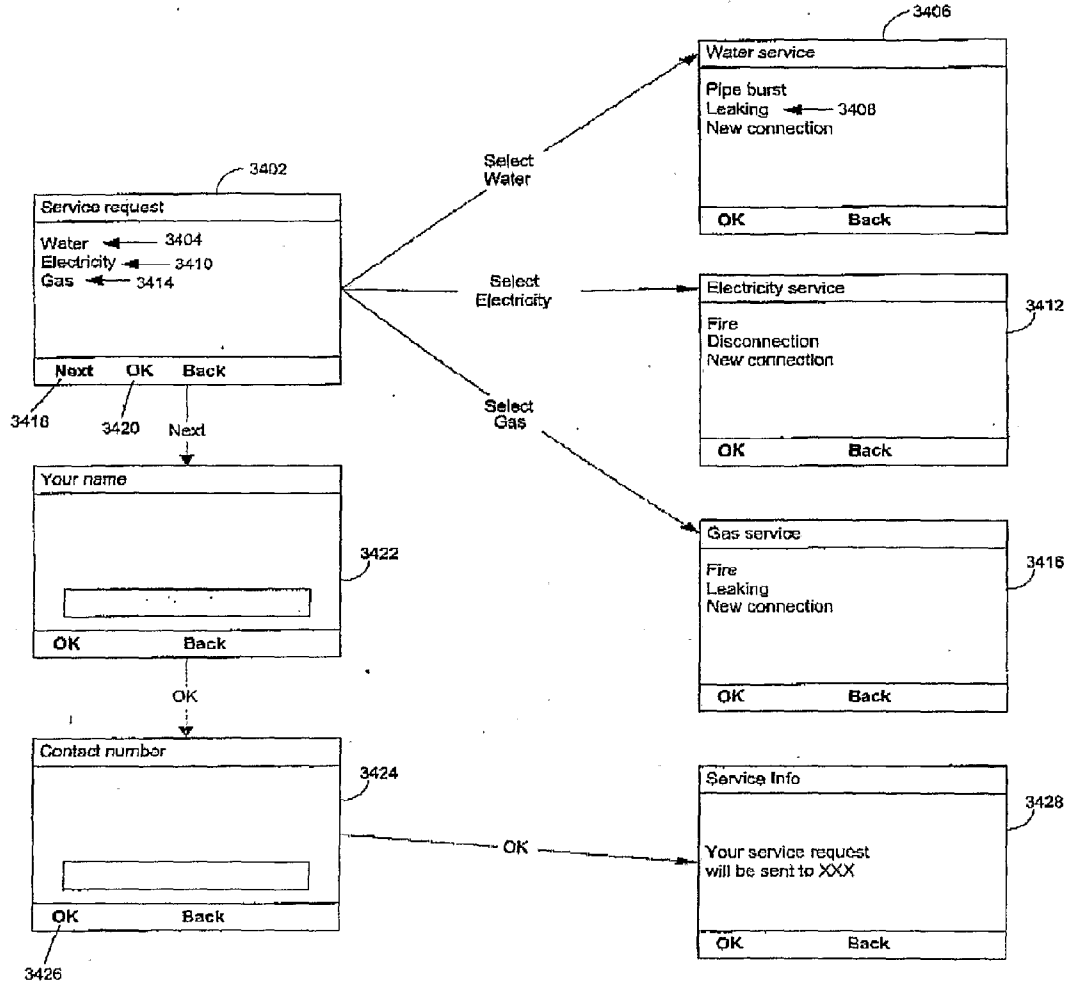 3406
Water service
Pipe burst
Leaking
3408
New connection
OK Back
Select
Water
3402
Service request
Water
3404
Electricity
3410
Gas
3414
Next OK Back
3418
3420
Next
Select
Electricity
Electricity service
3412
Fire
Disconnection
New connection
OK Back
Select
Gas
Your name
3422
OK Back
OK
Gas service
3416
Fire
Leaking
New connection
OK Back
Contact number
3424
OK Back
3426
OK
Service Info
3428
Your service request
will be sent to XXX
OK Back